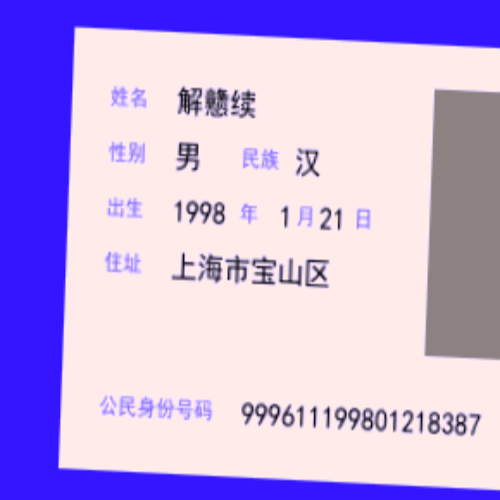 姓名 解戆续
性别 男 民族 汉
出生 1998 年 1 月 21 日
住址 上海市宝山区
公民身份号码 999611199801218387